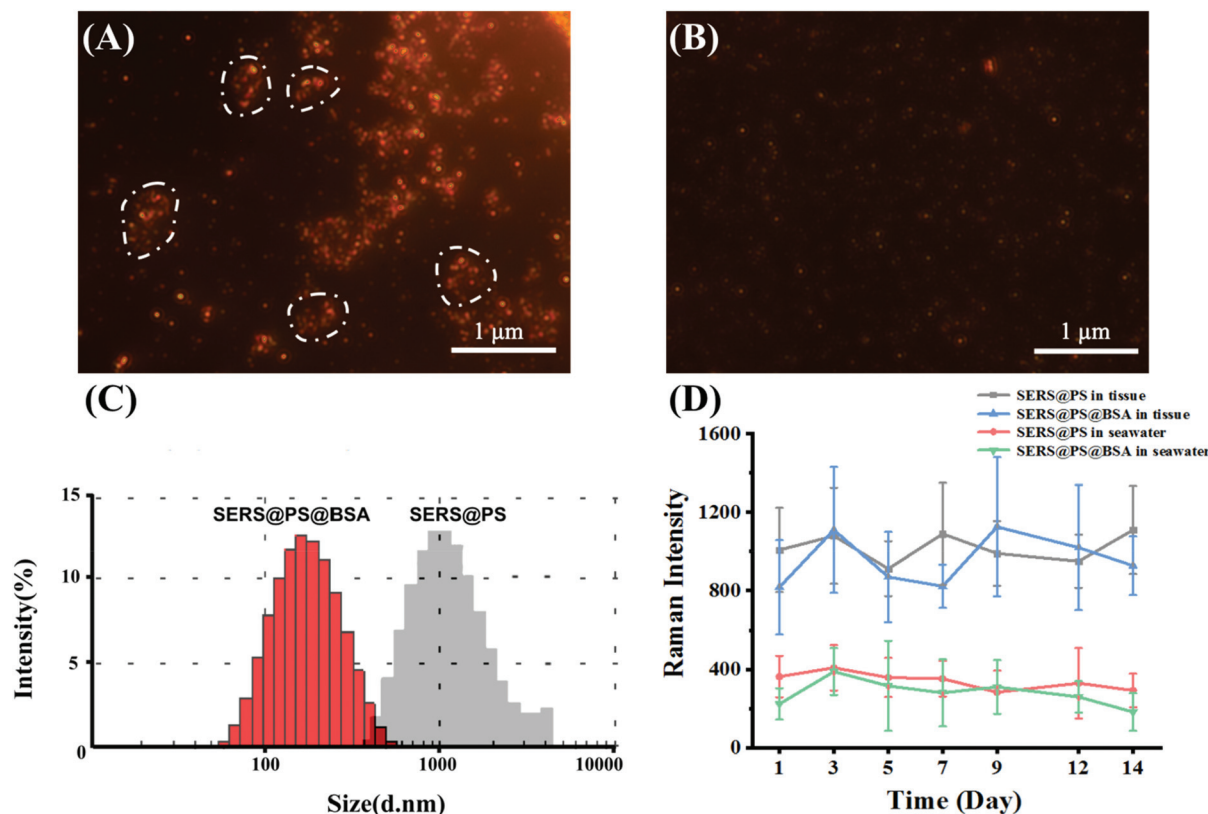 (A)
1 μm
(B)
1 μm
(C)
15
10
5
0
Intensity(%)
SERS@PS@BSA
SERS@PS
100
1000
10000
Size(d.nm)
(D)
SERS@PS in tissue
SERS@PS@BSA in tissue
SERS@PS in seawater
SERS@PS@BSA in seawater
1600
1200
800
400
0
Raman Intensity
1 3 5 7 9 12 14
Time (Day)